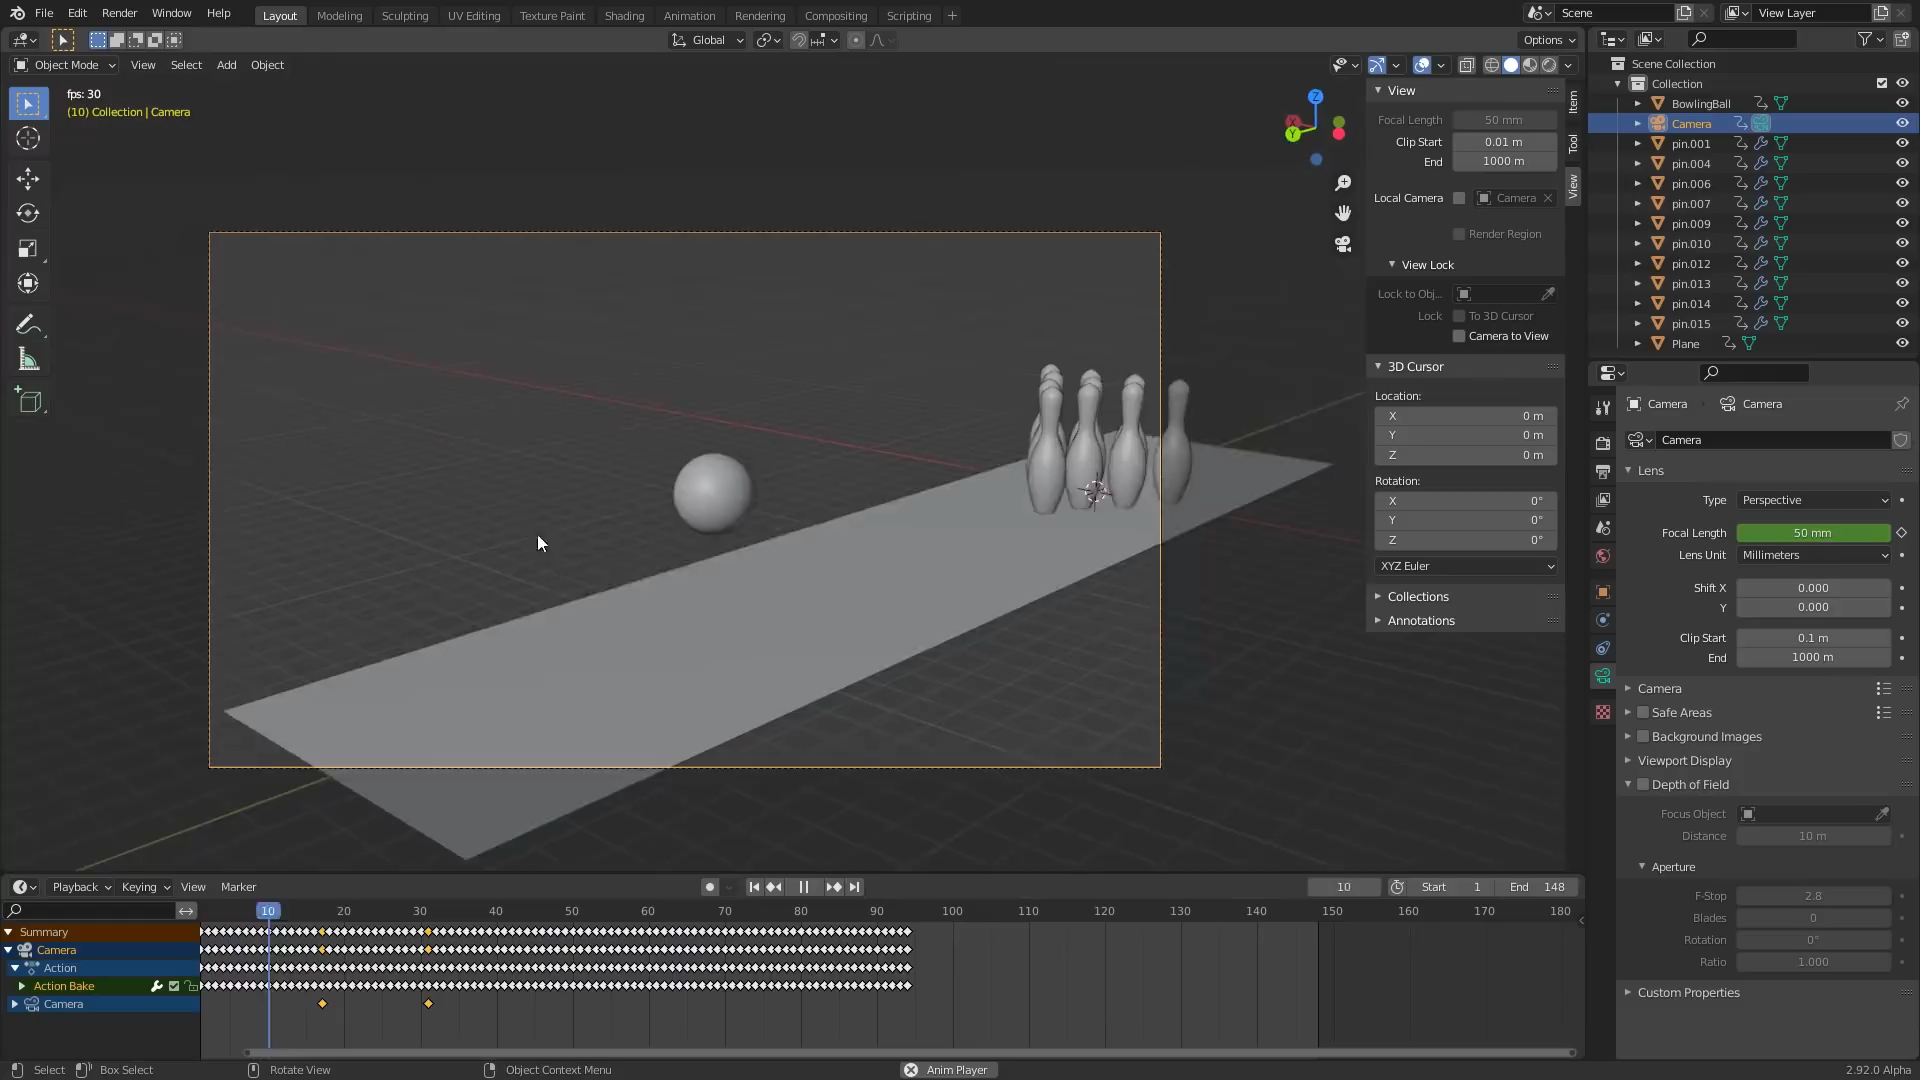 File Edit Render Window Help Layout Modeling Sculpting UV Editing Texture Paint Shading Animation Rendering Compositing Scripting + Scene View Layer
Global Options
Object Mode View Select Add Object
fps: 30
(10) Collection | Camera
Z
X
Y
View
Focal Length 50 mm
Clip Start 0.01 m
End 1000 m
Local Camera Camera
Render Region
View Lock
Lock to Obj...
Lock To 3D Cursor
Camera to View
3D Cursor
Location:
X 0 m
Y 0 m
Z 0 m
Rotation:
X 0°
Y 0°
Z 0°
XYZ Euler
Collections
Annotations
Item
Tool
View
Scene Collection
Collection
BowlingBall
Camera
pin.001
pin.004
pin.006
pin.007
pin.009
pin.010
pin.012
pin.013
pin.014
pin.015
Plane
Camera Camera
Camera
Lens
Type Perspective
Focal Length 50 mm
Lens Unit Millimeters
Shift X 0.000
Y 0.000
Clip Start 0.1 m
End 1000 m
Camera
Safe Areas
Background Images
Viewport Display
Depth of Field
Focus Object
Distance 10 m
Aperture
F-Stop 2.8
Blades 0
Rotation 0°
Ratio 1.000
Custom Properties
Playback Keying View Marker 10 Start 1 End 148
10 20 30 40 50 60 70 80 90 100 110 120 130 140 150 160 170 180
Summary
Camera
Action
Action Bake
Camera
Select Box Select Rotate View Object Context Menu Anim Player 2.92.0 Alpha